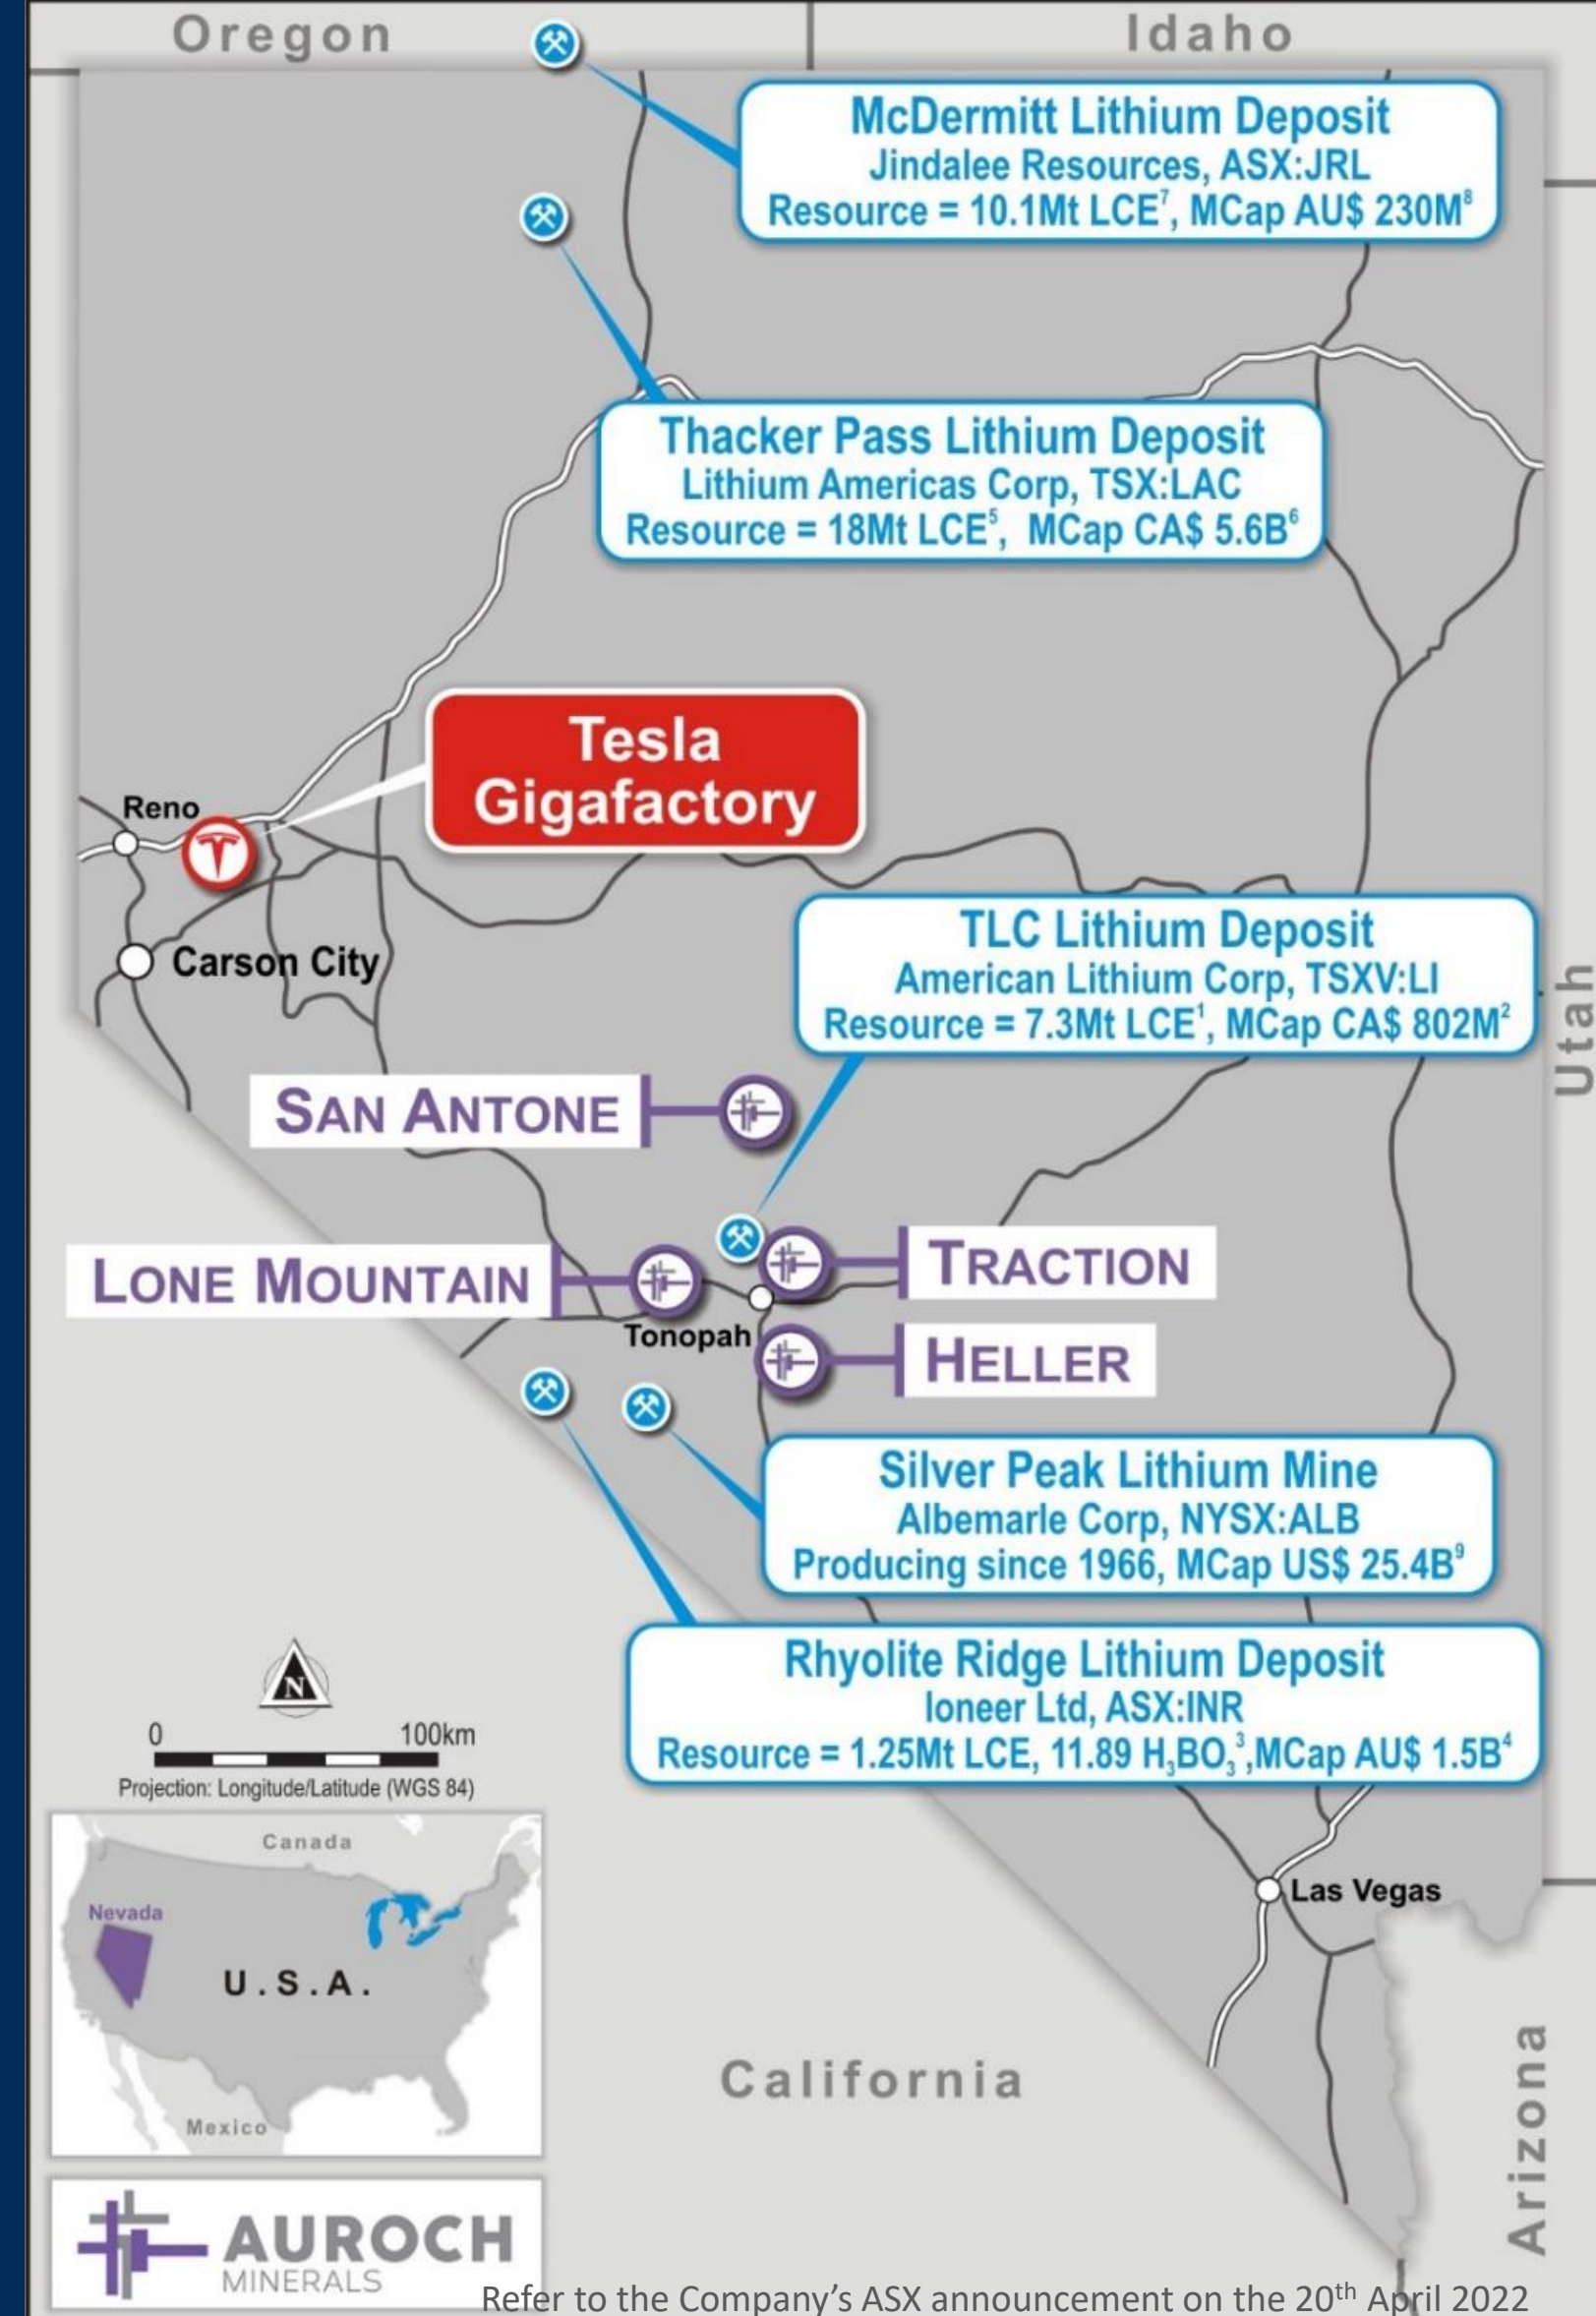 Oregon
Idaho
McDermitt Lithium Deposit
Jindalee Resources, ASX:JRL
Resource = 10.1Mt LCE⁷, MCap AU$ 230M⁸
Thacker Pass Lithium Deposit
Lithium Americas Corp, TSX:LAC
Resource = 18Mt LCE⁵, MCap CA$ 5.6B⁶
Tesla
Gigafactory
Reno
Carson City
TLC Lithium Deposit
American Lithium Corp, TSXV:LI
Resource = 7.3Mt LCE¹, MCap CA$ 802M²
Utah
SAN ANTONE
TRACTION
LONE MOUNTAIN
Tonopah
HELLER
Silver Peak Lithium Mine
Albemarle Corp, NYSX:ALB
Producing since 1966, MCap US$ 25.4B⁹
Rhyolite Ridge Lithium Deposit
Ioneer Ltd, ASX:INR
Resource = 1.25Mt LCE, 11.89 H₃BO₃³,MCap AU$ 1.5B⁴
N
0 100km
Projection: Longitude/Latitude (WGS 84)
Canada
Nevada
U.S.A.
Mexico
Las Vegas
California
Arizona
AUROCH
MINERALS
Refer to the Company's ASX announcement on the 20th April 2022